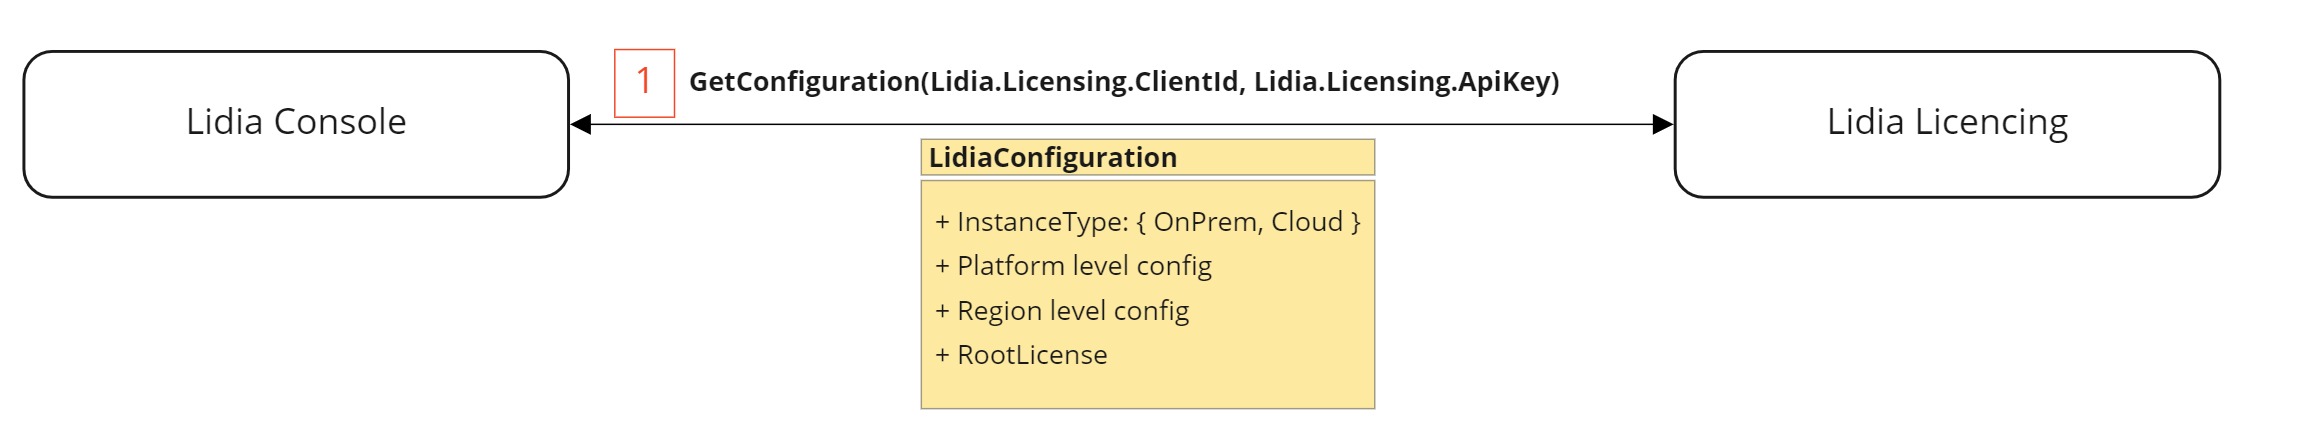 Lidia Console
1
GetConfiguration(Lidia.Licensing.ClientId, Lidia.Licensing.ApiKey)
Lidia Licencing
LidiaConfiguration
+ InstanceType: { OnPrem, Cloud }
+ Platform level config
+ Region level config
+ RootLicense